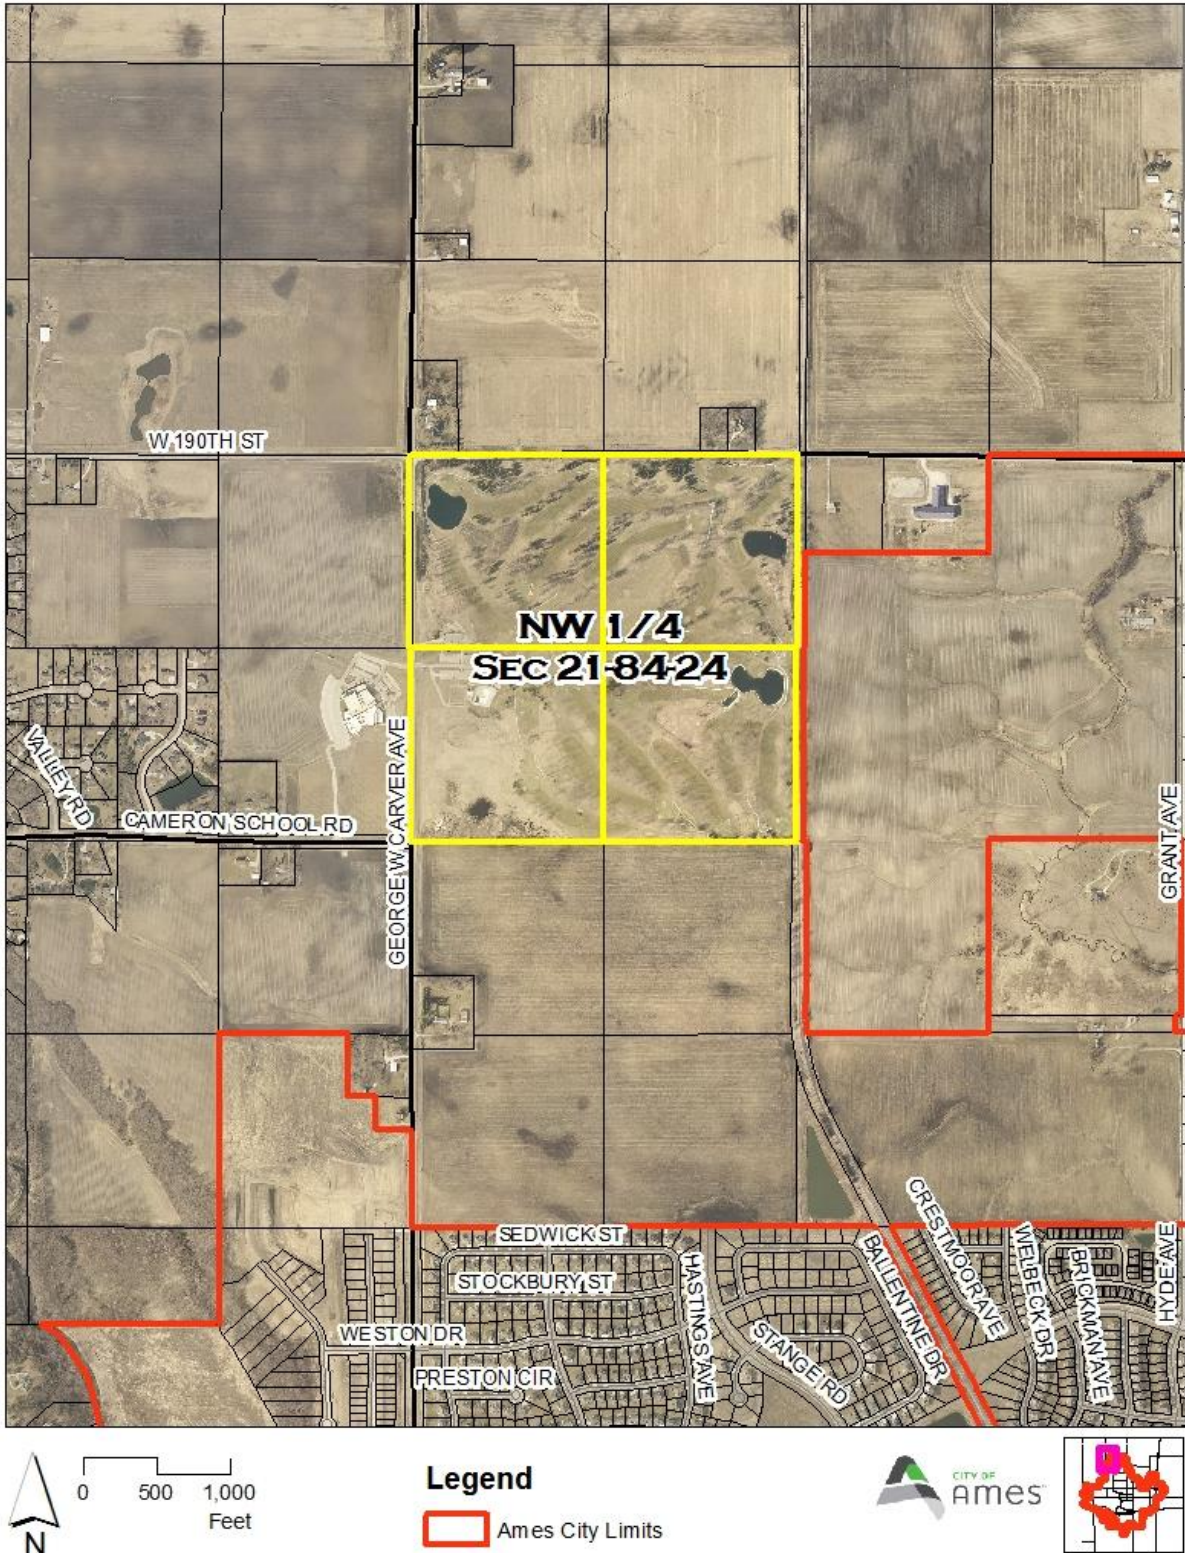 W 190TH ST
NW 1/4
SEC 21-84-24
VALLEY RD
CAMERON SCHOOL RD
GEORGE W CARVER AVE
GRANT AVE
SEDWICK ST
STOCKBURY ST
HASTINGS AVE
WESTON DR
PRESTON CIR
STANGE RD
BALLENTINE DR
CRESTMOOR AVE
WELBECK DR
BRICKMAN AVE
HYDE AVE
N
0 500 1,000
Feet
Legend
Ames City Limits
CITY OF
AMES